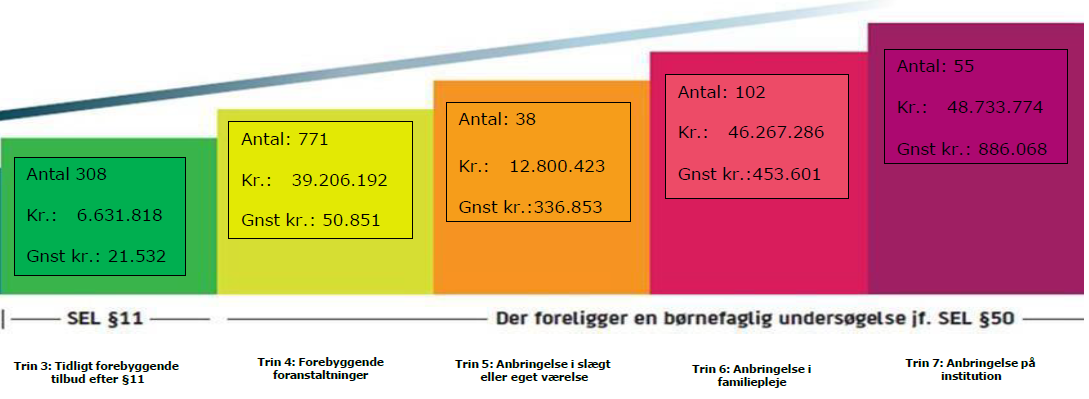 Antal 308
Kr.: 6.631.818
Gnst kr.: 21.532
Antal: 771
Kr.: 39.206.192
Gnst kr.: 50.851
Antal: 38
Kr.: 12.800.423
Gnst kr.:336.853
Antal: 102
Kr.: 46.267.286
Gnst kr.:453.601
Antal: 55
Kr.: 48.733.774
Gnst kr.: 886.068
SEL §11
Der foreligger en børnefaglig undersøgelse jf. SEL §50
Trin 3: Tidligt forebyggende
tilbud efter §11
Trin 4: Forebyggende
foranstaltninger
Trin 5: Anbringelse i slægt
eller eget værelse
Trin 6: Anbringelse i
familiepleje
Trin 7: Anbringelse på
institution